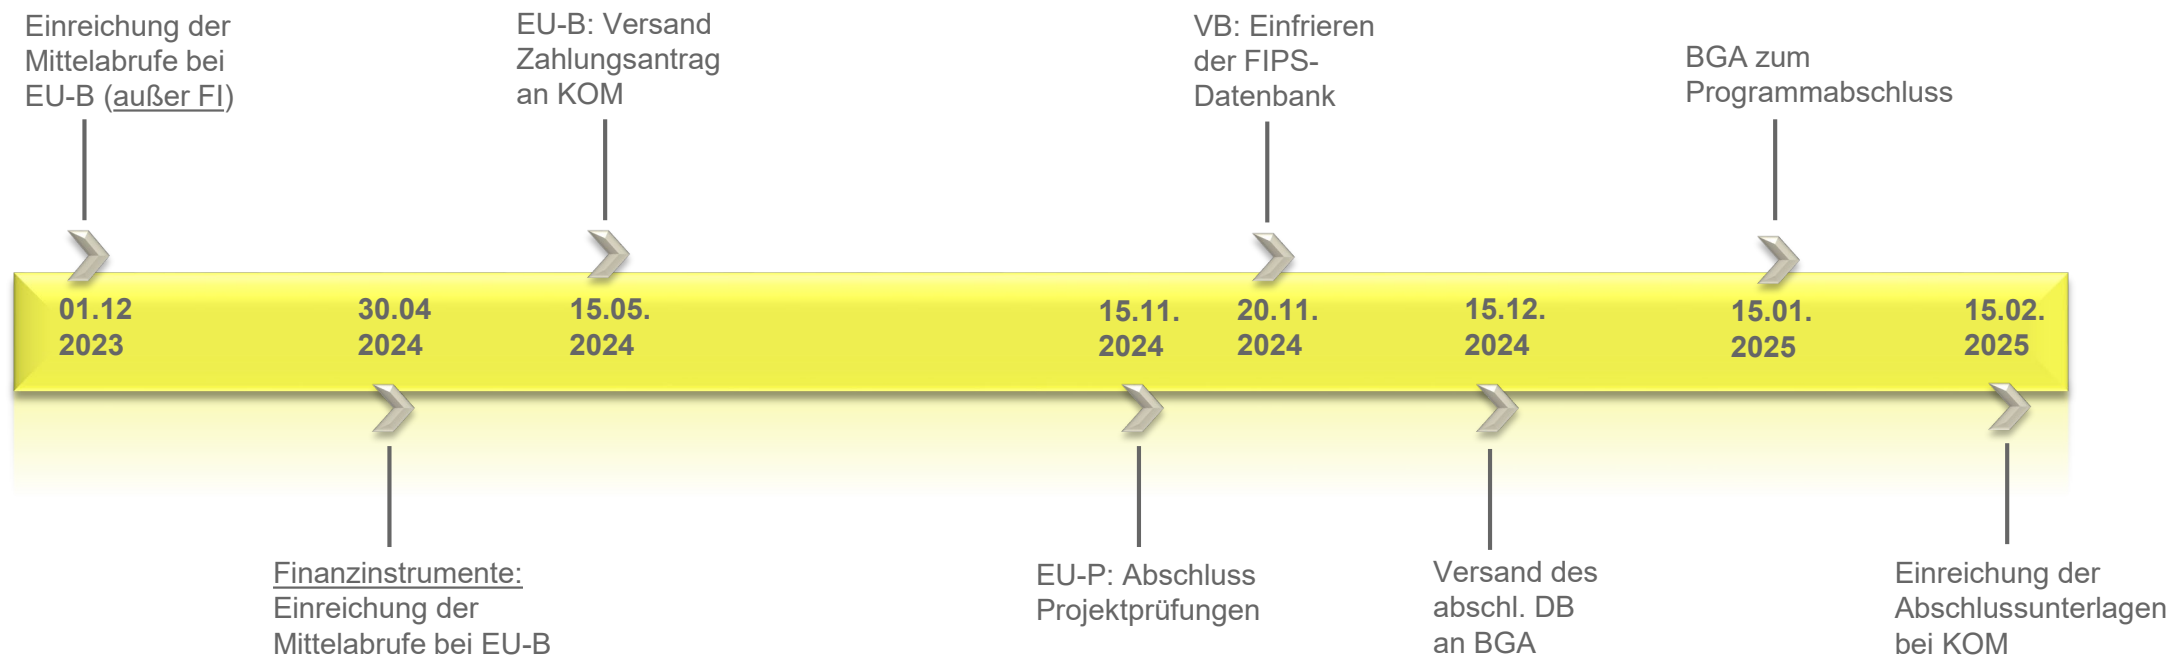 Einreichung der
Mittelabrufe bei
EU-B (außer FI)
EU-B: Versand
Zahlungsantrag
an KOM
VB: Einfrieren
der FIPS-
Datenbank
BGA zum
Programmabschluss
01.12
2023
30.04
2024
15.05.
2024
15.11.
2024
20.11.
2024
15.12.
2024
15.01.
2025
15.02.
2025
Finanzinstrumente:
Einreichung der
Mittelabrufe bei EU-B
EU-P: Abschluss
Projektprüfungen
Versand des
abschl. DB
an BGA
Einreichung der
Abschlussunterlagen
bei KOM